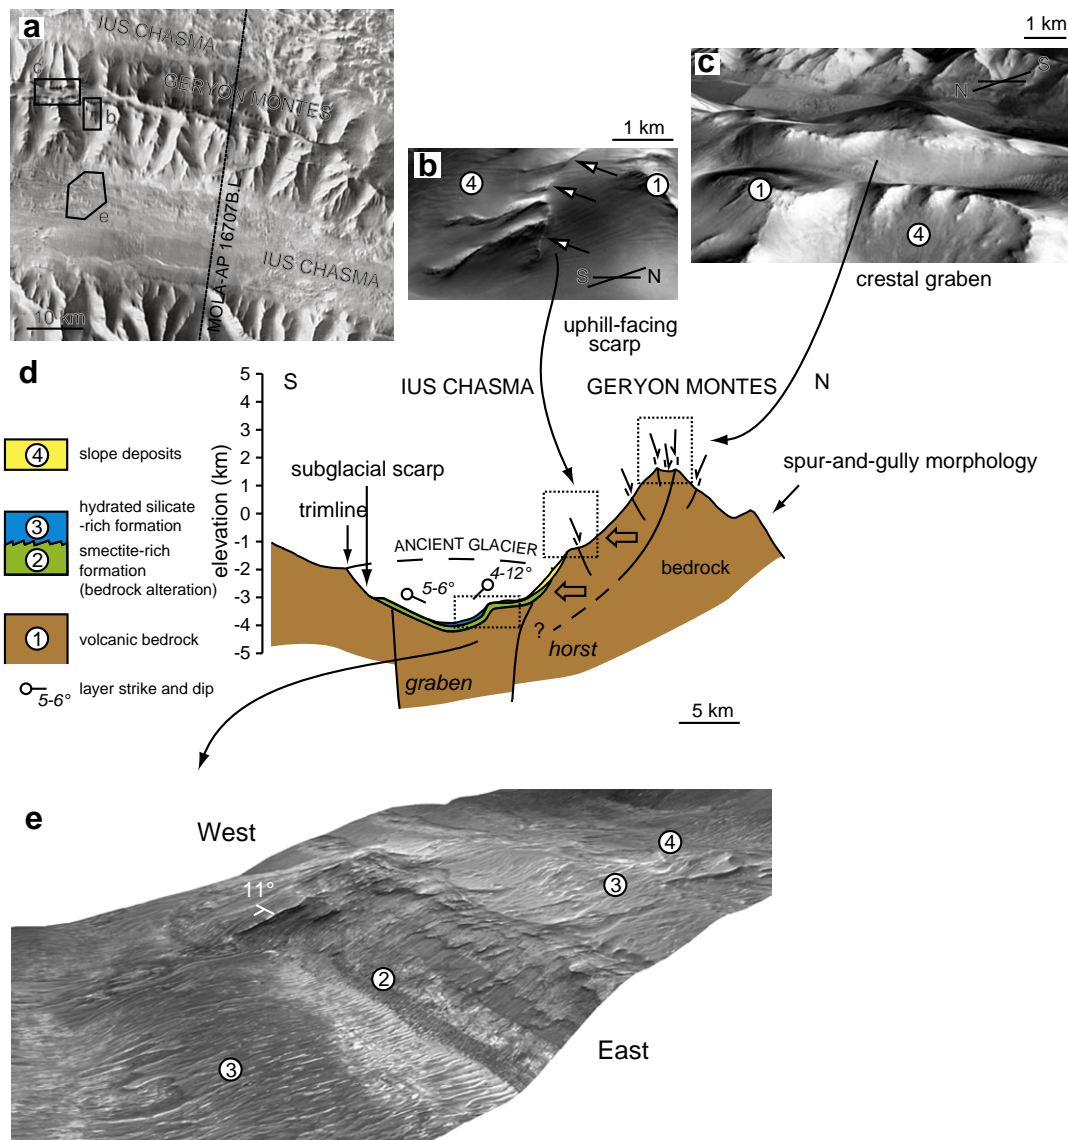 a
IUS CHASMA
GERYON MONTES
c
b
e
MOLA-AP 16707B.L
IUS CHASMA
10 km
1 km
b
4
1
S
N
1 km
c
S
N
1
4
crestal graben
uphill-facing
scarp
d
5
4
3
2
1
0
-1
-2
-3
-4
-5
elevation (km)
S
IUS CHASMA
GERYON MONTES
N
4
slope deposits
3
hydrated silicate
-rich formation
2
smectite-rich
formation
(bedrock alteration)
1
volcanic bedrock
5-6°
layer strike and dip
subglacial scarp
trimline
ANCIENT GLACIER
5-6°
4-12°
spur-and-gully morphology
bedrock
?
horst
graben
5 km
e
West
4
3
11°
2
3
East